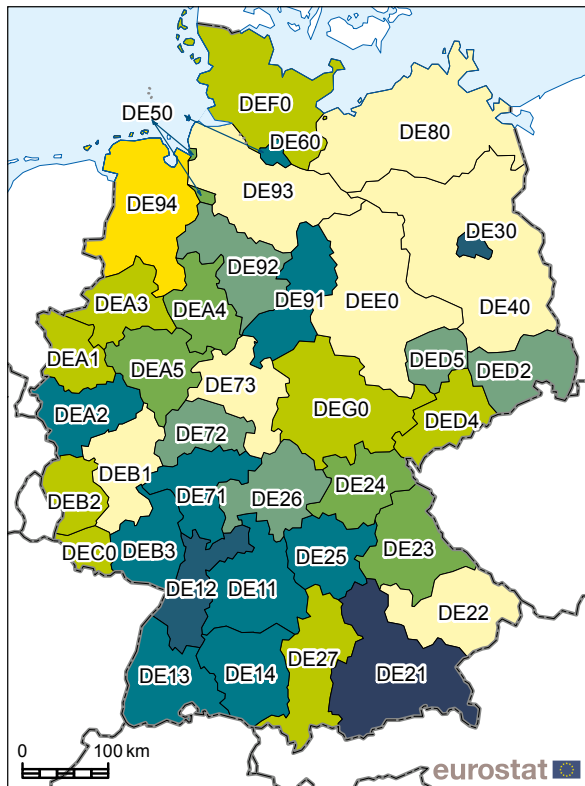 DEF0
DE50
DE80
DE60
DE93
DE94
DE30
DE92
DE91
DEE0
DEA3
DEA4
DE40
DEA1
DEA5
DED5
DED2
DE73
DEA2
DEG0
DED4
DE72
DEB1
DEB2
DE71
DE26
DE24
DEC0
DEB3
DE25
DE23
DE12
DE11
DE22
DE13
DE14
DE27
DE21
0 100 km
eurostat